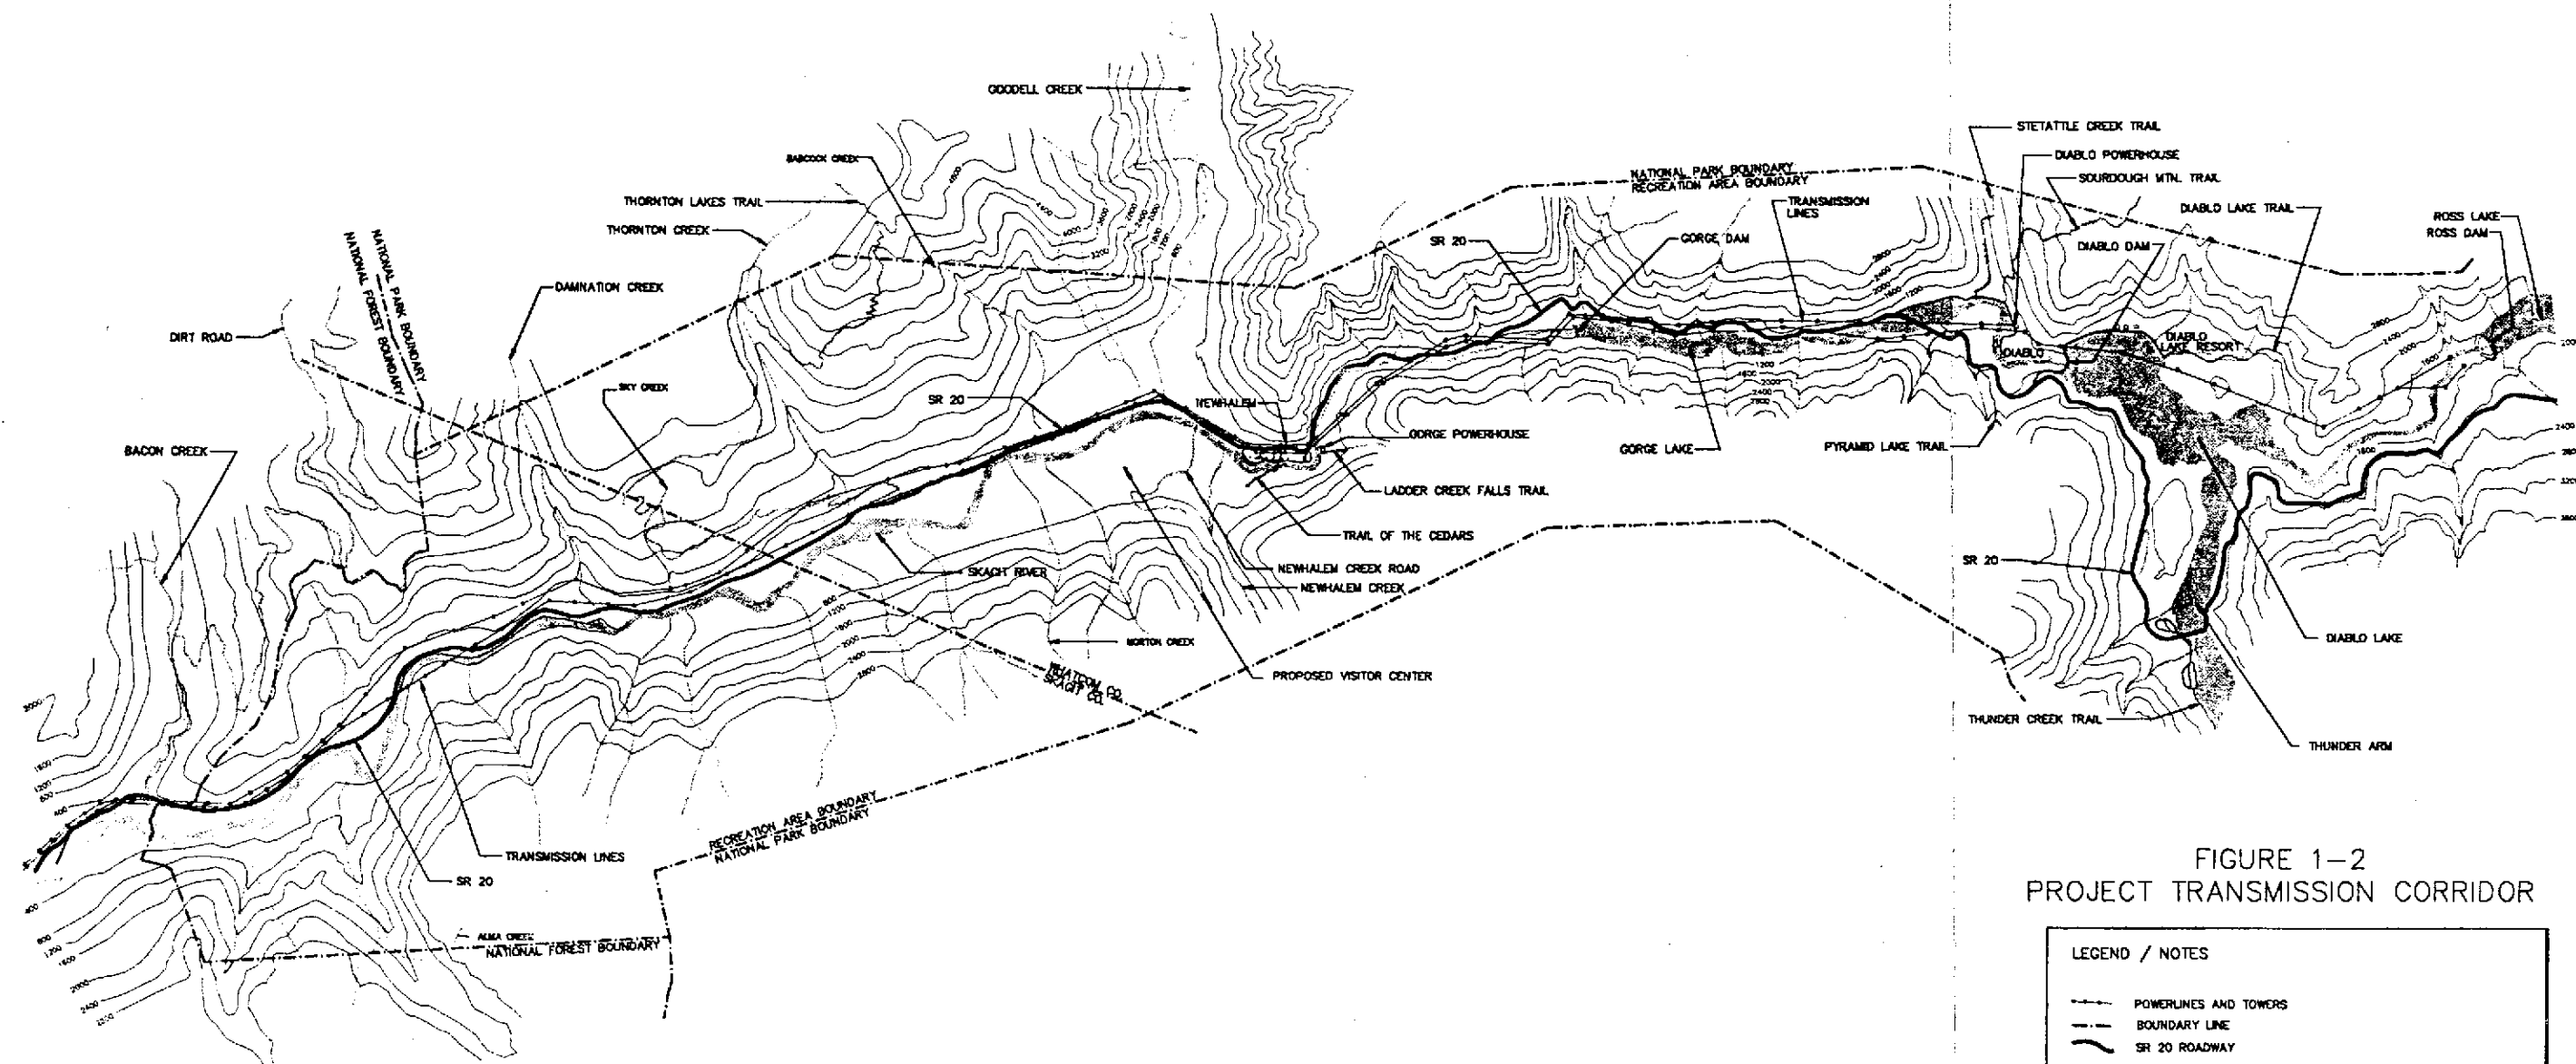 GOODELL CREEK
BABCOCK CREEK
THORNTON LAKES TRAIL
THORNTON CREEK
NATIONAL PARK BOUNDARY
NATIONAL FOREST BOUNDARY
DAMNATION CREEK
DIRT ROAD
SKY CREEK
SR 20
BACON CREEK
NEWHALEM
GORGE POWERHOUSE
LADDER CREEK FALLS TRAIL
TRAIL OF THE CEDARS
NEWHALEM CREEK ROAD
NEWHALEM CREEK
SKAGIT RIVER
MORTON CREEK
PROPOSED VISITOR CENTER
WHATCOM CO.
SKAGIT CO.
RECREATION AREA BOUNDARY
NATIONAL PARK BOUNDARY
TRANSMISSION LINES
SR 20
ALMA CREEK
NATIONAL FOREST BOUNDARY
NATIONAL PARK BOUNDARY
RECREATION AREA BOUNDARY
TRANSMISSION
LINES
SR 20
GORGE DAM
GORGE LAKE
STETATTLE CREEK TRAIL
DIABLO POWERHOUSE
SOURDOUGH MTN. TRAIL
DIABLO LAKE TRAIL
DIABLO DAM
ROSS LAKE
ROSS DAM
DIABLO
DIABLO
LAKE RESORT
PYRAMID LAKE TRAIL
SR 20
DIABLO LAKE
THUNDER CREEK TRAIL
THUNDER ARM
FIGURE 1-2
PROJECT TRANSMISSION CORRIDOR
LEGEND / NOTES
POWERLINES AND TOWERS
BOUNDARY LINE
SR 20 ROADWAY